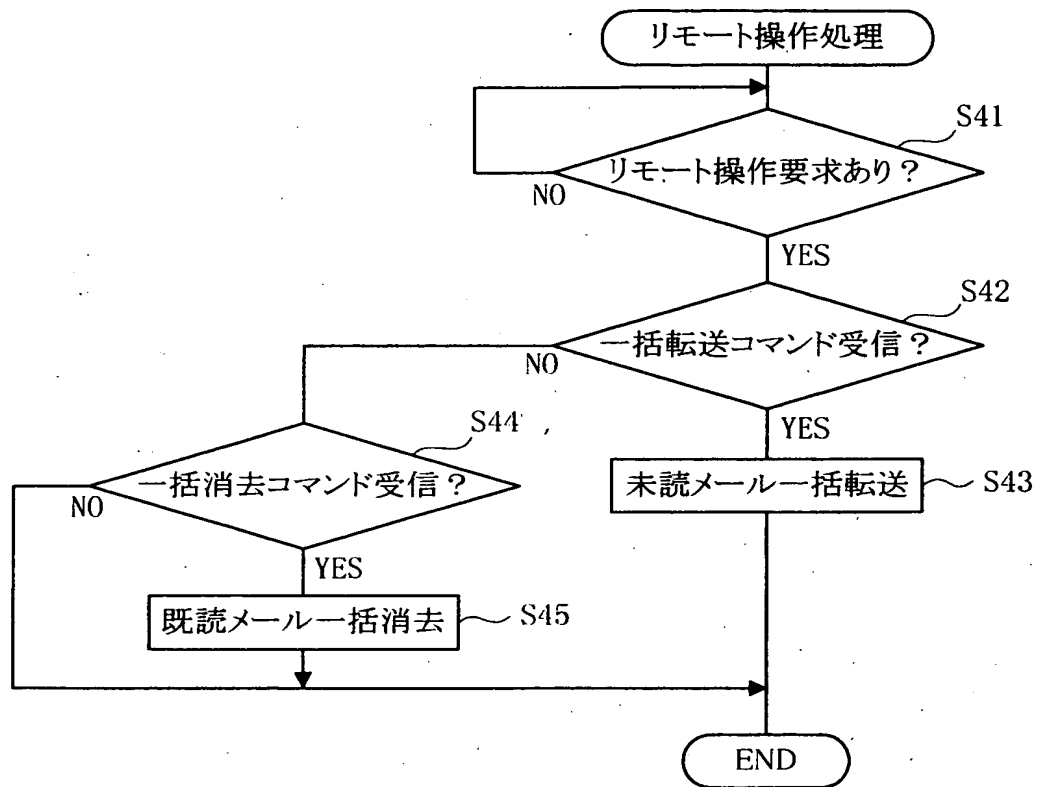 リモート操作処理
S41
リモート操作要求あり？
NO
YES
S42
一括転送コマンド受信？
NO
YES
S44
一括消去コマンド受信？
NO
未読メール一括転送
S43
YES
既読メール一括消去
S45
END